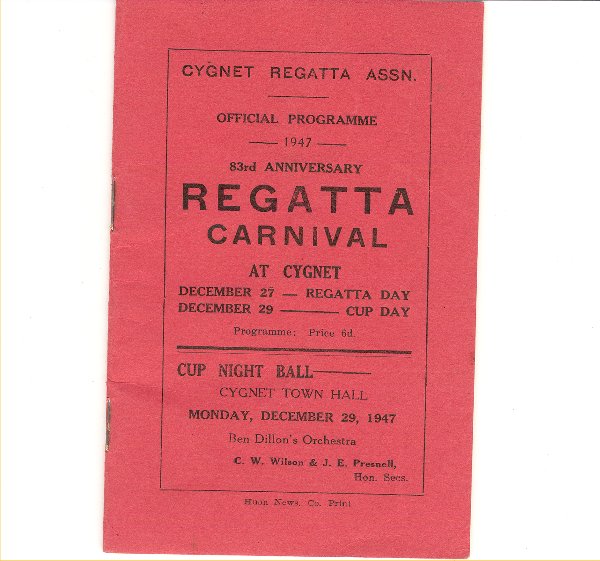 CYGNET REGATTA ASSN.
OFFICIAL PROGRAMME
— 1947 —
83rd ANNIVERSARY
REGATTA
CARNIVAL
AT CYGNET
DECEMBER 27 — REGATTA DAY
DECEMBER 29 ——— CUP DAY
Programme: Price 6d.
CUP NIGHT BALL———
CYGNET TOWN HALL
MONDAY, DECEMBER 29, 1947
Ben Dillon's Orchestra
C. W. Wilson & J. E. Presnell,
Hon. Secs.
Huon News. Co. Print